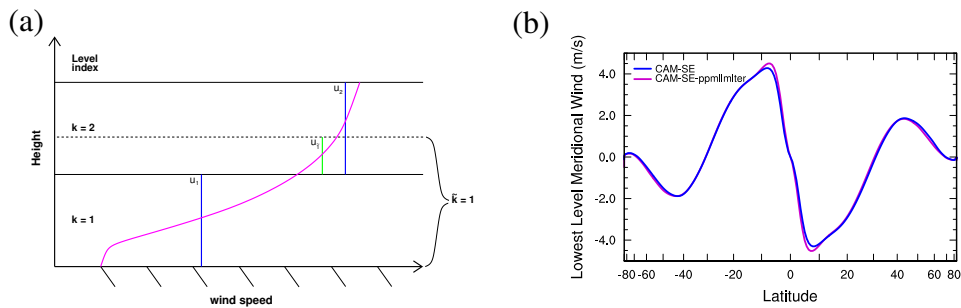 (a)
Level
index
u₂
k = 2
u₁̃
Height
u₁
k̃ = 1
k = 1
wind speed
(b)
CAM-SE
CAM-SE-ppmlImIter
Lowest Level Meridional Wind (m/s)
4.0
2.0
0.0
-2.0
-4.0
-80 -60 -40 -20 0 20 40 60 80
Latitude